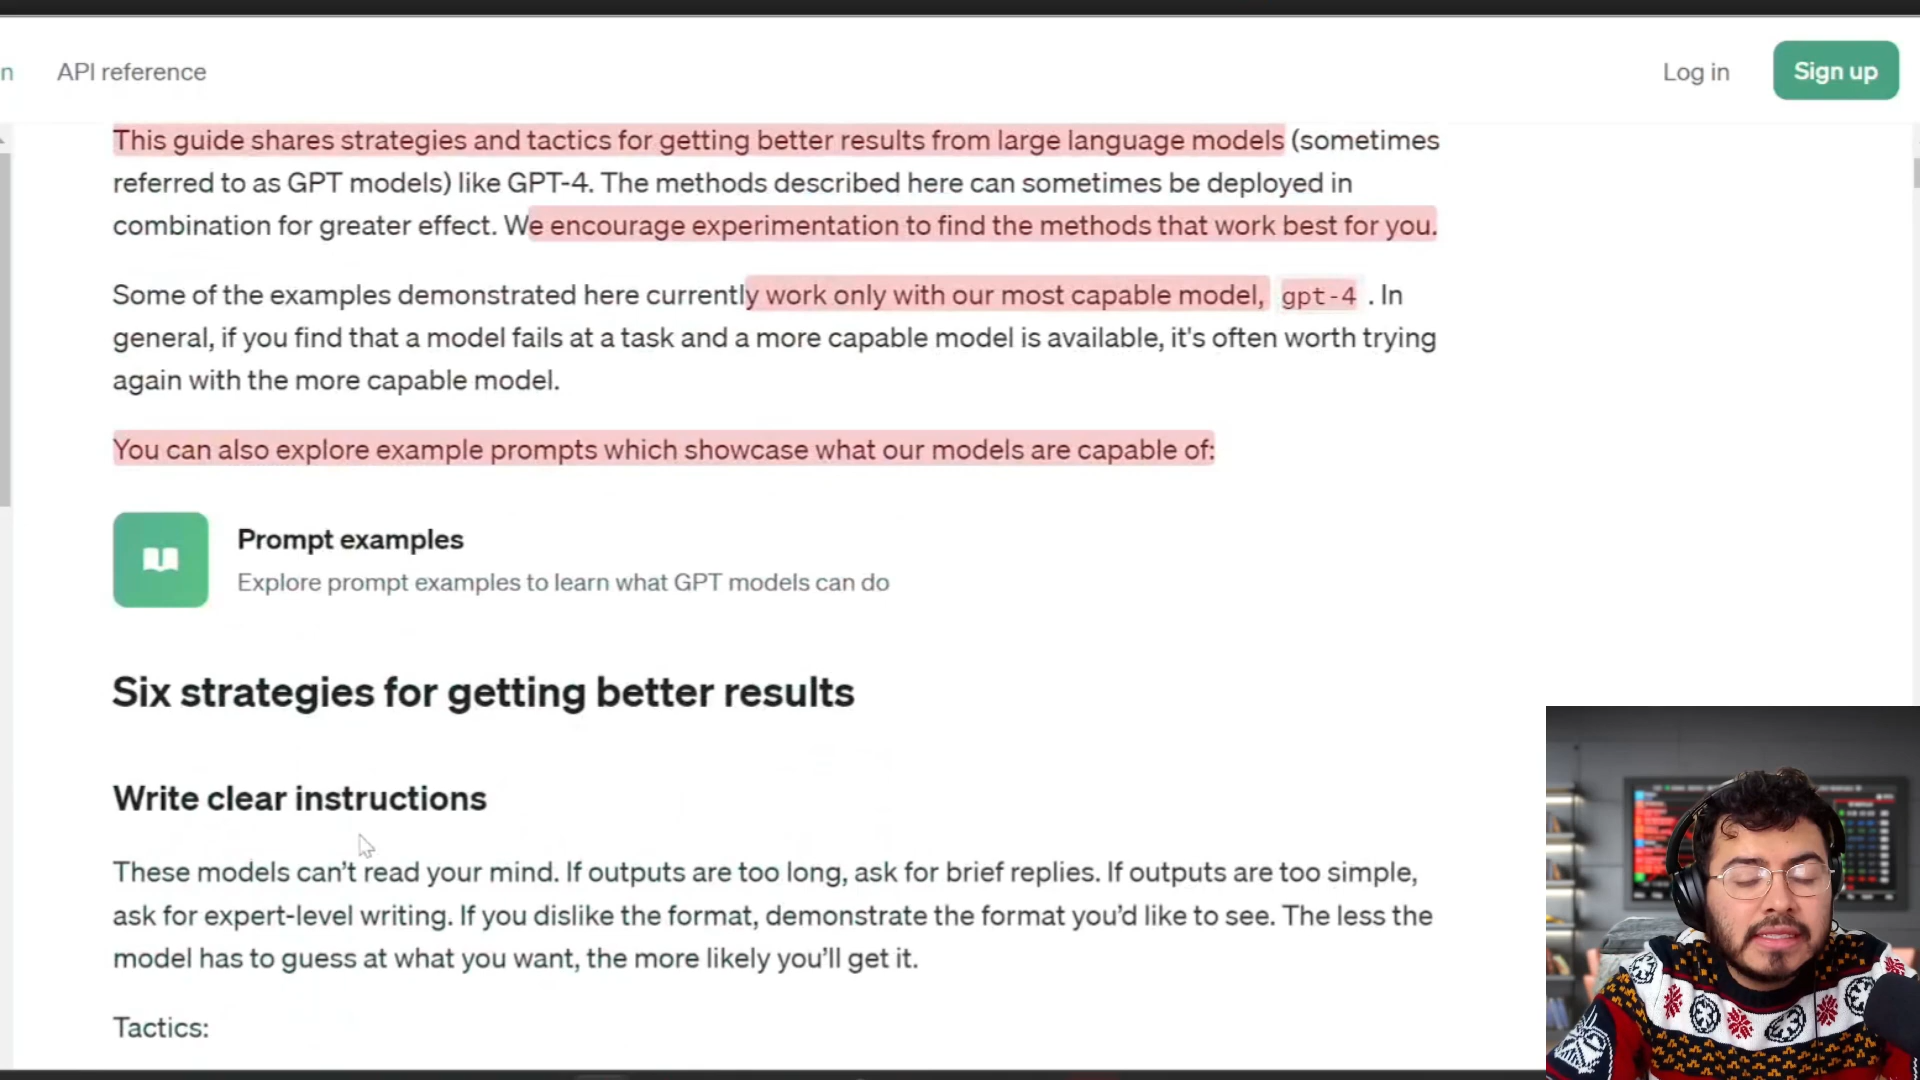 n API reference Log in Sign up
This guide shares strategies and tactics for getting better results from large language models (sometimes
referred to as GPT models) like GPT-4. The methods described here can sometimes be deployed in
combination for greater effect. We encourage experimentation to find the methods that work best for you.
Some of the examples demonstrated here currently work only with our most capable model, gpt-4 . In
general, if you find that a model fails at a task and a more capable model is available, it's often worth trying
again with the more capable model.
You can also explore example prompts which showcase what our models are capable of:
Prompt examples
Explore prompt examples to learn what GPT models can do
Six strategies for getting better results
Write clear instructions
These models can’t read your mind. If outputs are too long, ask for brief replies. If outputs are too simple,
ask for expert-level writing. If you dislike the format, demonstrate the format you’d like to see. The less the
model has to guess at what you want, the more likely you’ll get it.
Tactics: